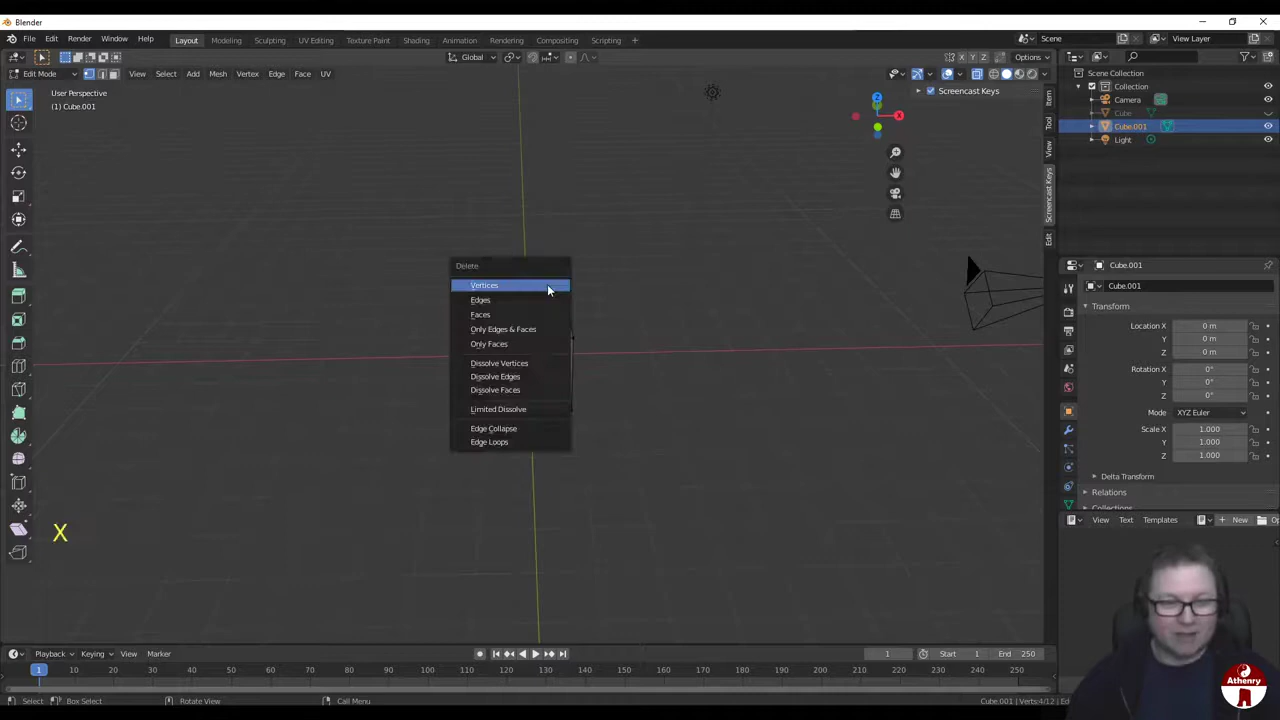 Blender
File Edit Render Window Help Layout Modeling Sculpting UV Editing Texture Paint Shading Animation Rendering Compositing Scripting + Scene View Layer
Global X Y Z Options
Edit Mode View Select Add Mesh Vertex Edge Face UV
Scene Collection
Collection
Camera
Cube
Cube.001
Light
User Perspective
(1) Cube.001
Screencast Keys
Z
X
Item
Tool
View
Screencast Keys
Edit
Delete
Vertices
Edges
Faces
Only Edges & Faces
Only Faces
Dissolve Vertices
Dissolve Edges
Dissolve Faces
Limited Dissolve
Edge Collapse
Edge Loops
X
Cube.001
Cube.001
Transform
Location X 0 m
Y 0 m
Z 0 m
Rotation X 0°
Y 0°
Z 0°
Mode XYZ Euler
Scale X 1.000
Y 1.000
Z 1.000
Delta Transform
Relations
Collections
View Text Templates + New
Playback Keying View Marker 1 Start 1 End 250
1 10 20 30 40 50 60 70 80 90 100 110 120 130 140 150 160 170 180 190 200 210 220 230 240 250
Select Box Select Rotate View Call Menu Cube.001 | Verts:4/12 | Ed
Athenry